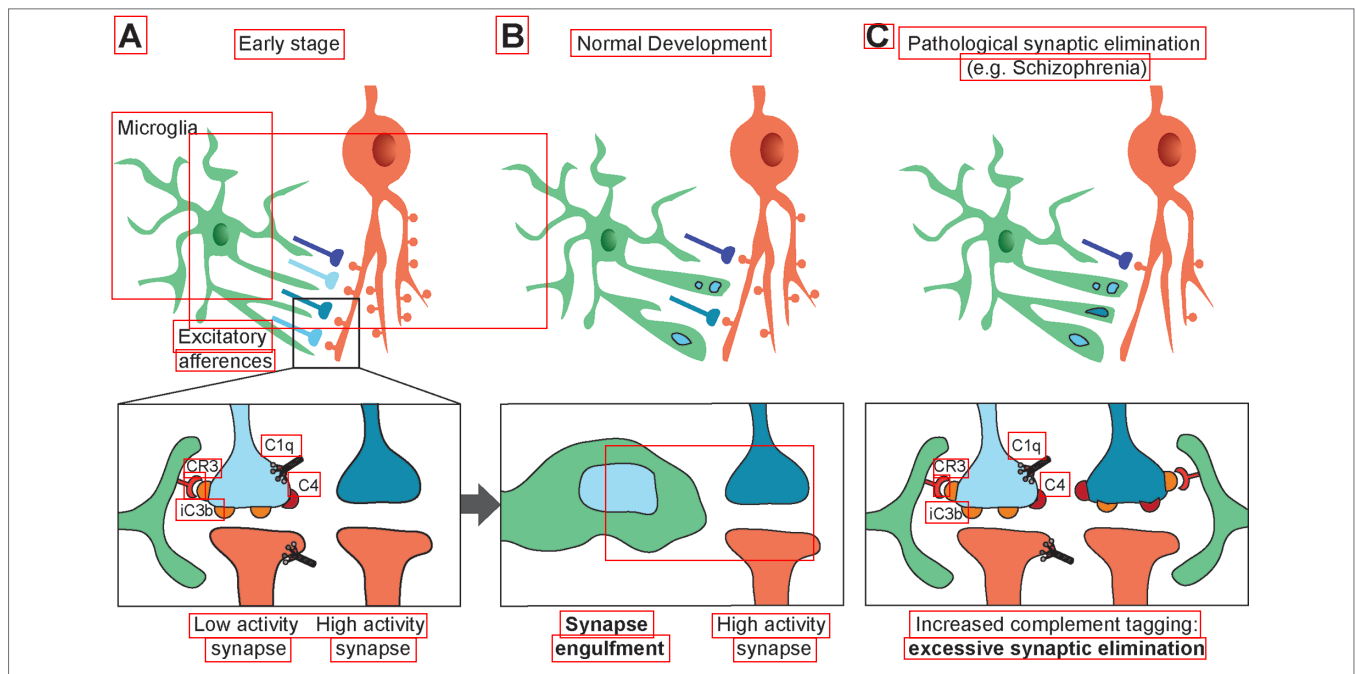 A
Early stage
B
Normal Development
C
Pathological synaptic elimination
(e.g. Schizophrenia)
Microglia
Excitatory
afferences
C1q
CR3
C4
iC3b
C1q
CR3
C4
iC3b
Low activity
synapse
High activity
synapse
Synapse
engulfment
High activity
synapse
Increased complement tagging:
excessive synaptic elimination